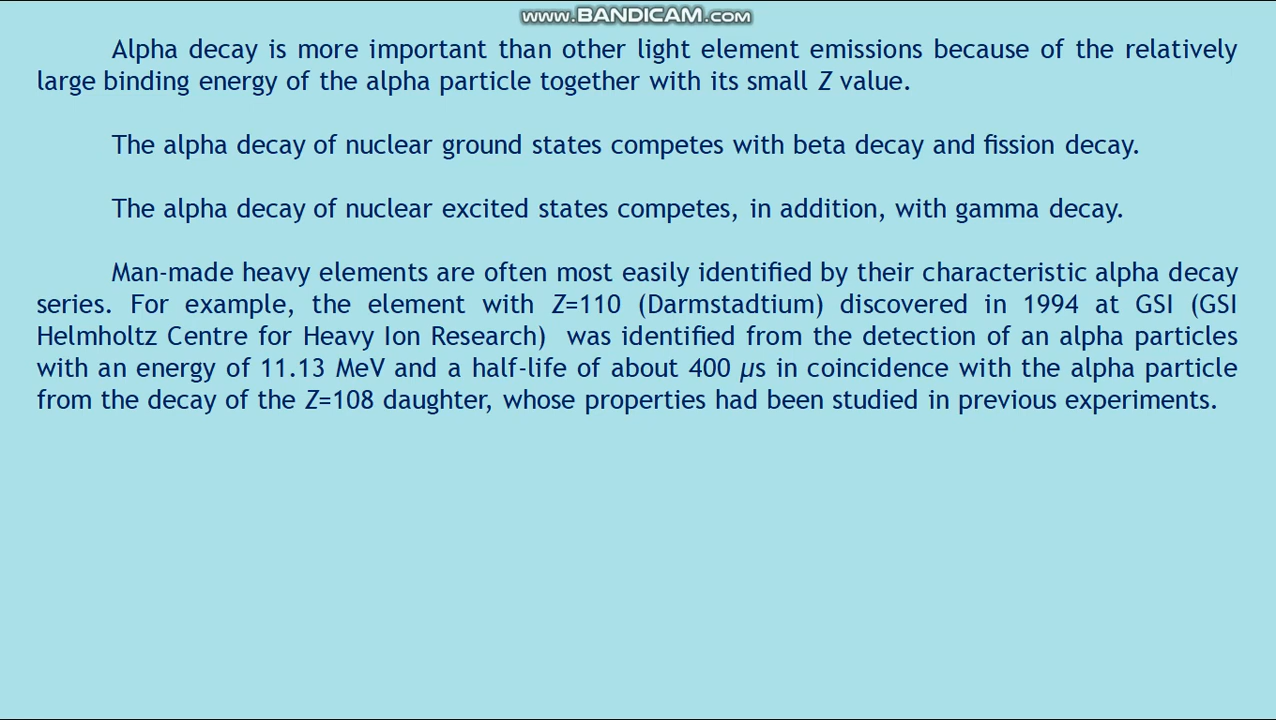 www.BANDICAM.com
Alpha decay is more important than other light element emissions because of the relatively
large binding energy of the alpha particle together with its small Z value.
The alpha decay of nuclear ground states competes with beta decay and fission decay.
The alpha decay of nuclear excited states competes, in addition, with gamma decay.
Man-made heavy elements are often most easily identified by their characteristic alpha decay
series. For example, the element with Z=110 (Darmstadtium) discovered in 1994 at GSI (GSI
Helmholtz Centre for Heavy Ion Research) was identified from the detection of an alpha particles
with an energy of 11.13 MeV and a half-life of about 400 µs in coincidence with the alpha particle
from the decay of the Z=108 daughter, whose properties had been studied in previous experiments.